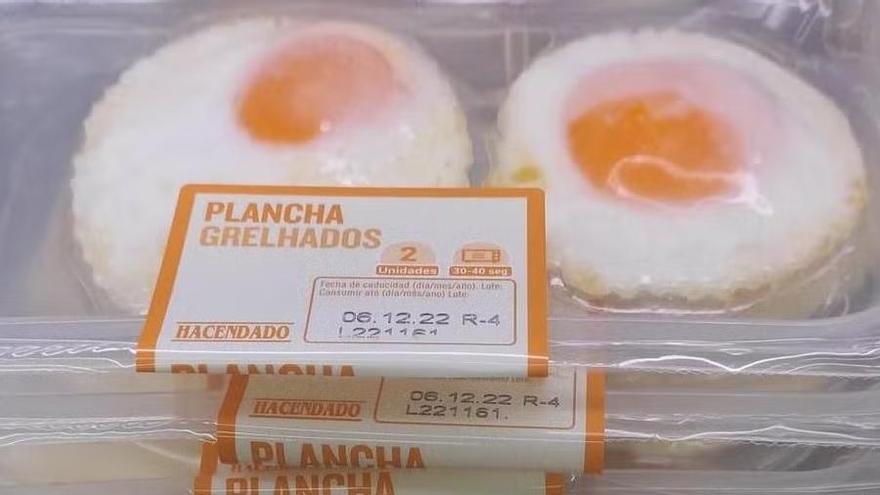 PLANCHA
GRELHADOS
2
Unidades
30-40 seg
Fecha de caducidad (día/mes/año). Lote:
Consumir até (dia/mês/ano) Lote:
06.12.22 R-4
L221161
HACENDADO
PLANCHA
06.12.22 R-4
L221161.
HACENDADO
PLANCHA
PLANCHA